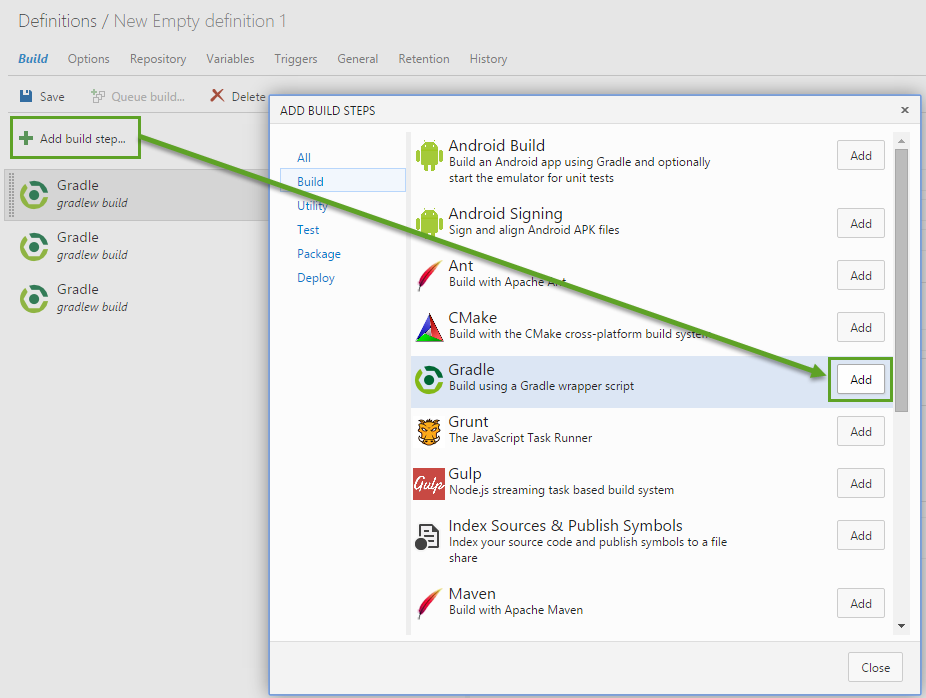 Definitions / New Empty definition 1
Build Options Repository Variables Triggers General Retention History
Save Queue build... Delete
Add build step...
Gradle
gradlew build
Gradle
gradlew build
Gradle
gradlew build
ADD BUILD STEPS
All
Build
Utility
Test
Package
Deploy
Android Build
Build an Android app using Gradle and optionally
start the emulator for unit tests
Add
Android Signing
Sign and align Android APK files
Add
Ant
Build with Apache Ant
Add
CMake
Build with the CMake cross-platform build system
Add
Gradle
Build using a Gradle wrapper script
Add
Grunt
The JavaScript Task Runner
Add
Gulp
Gulp
Node.js streaming task based build system
Add
Index Sources & Publish Symbols
Index your source code and publish symbols to a file
share
Add
Maven
Build with Apache Maven
Add
Close